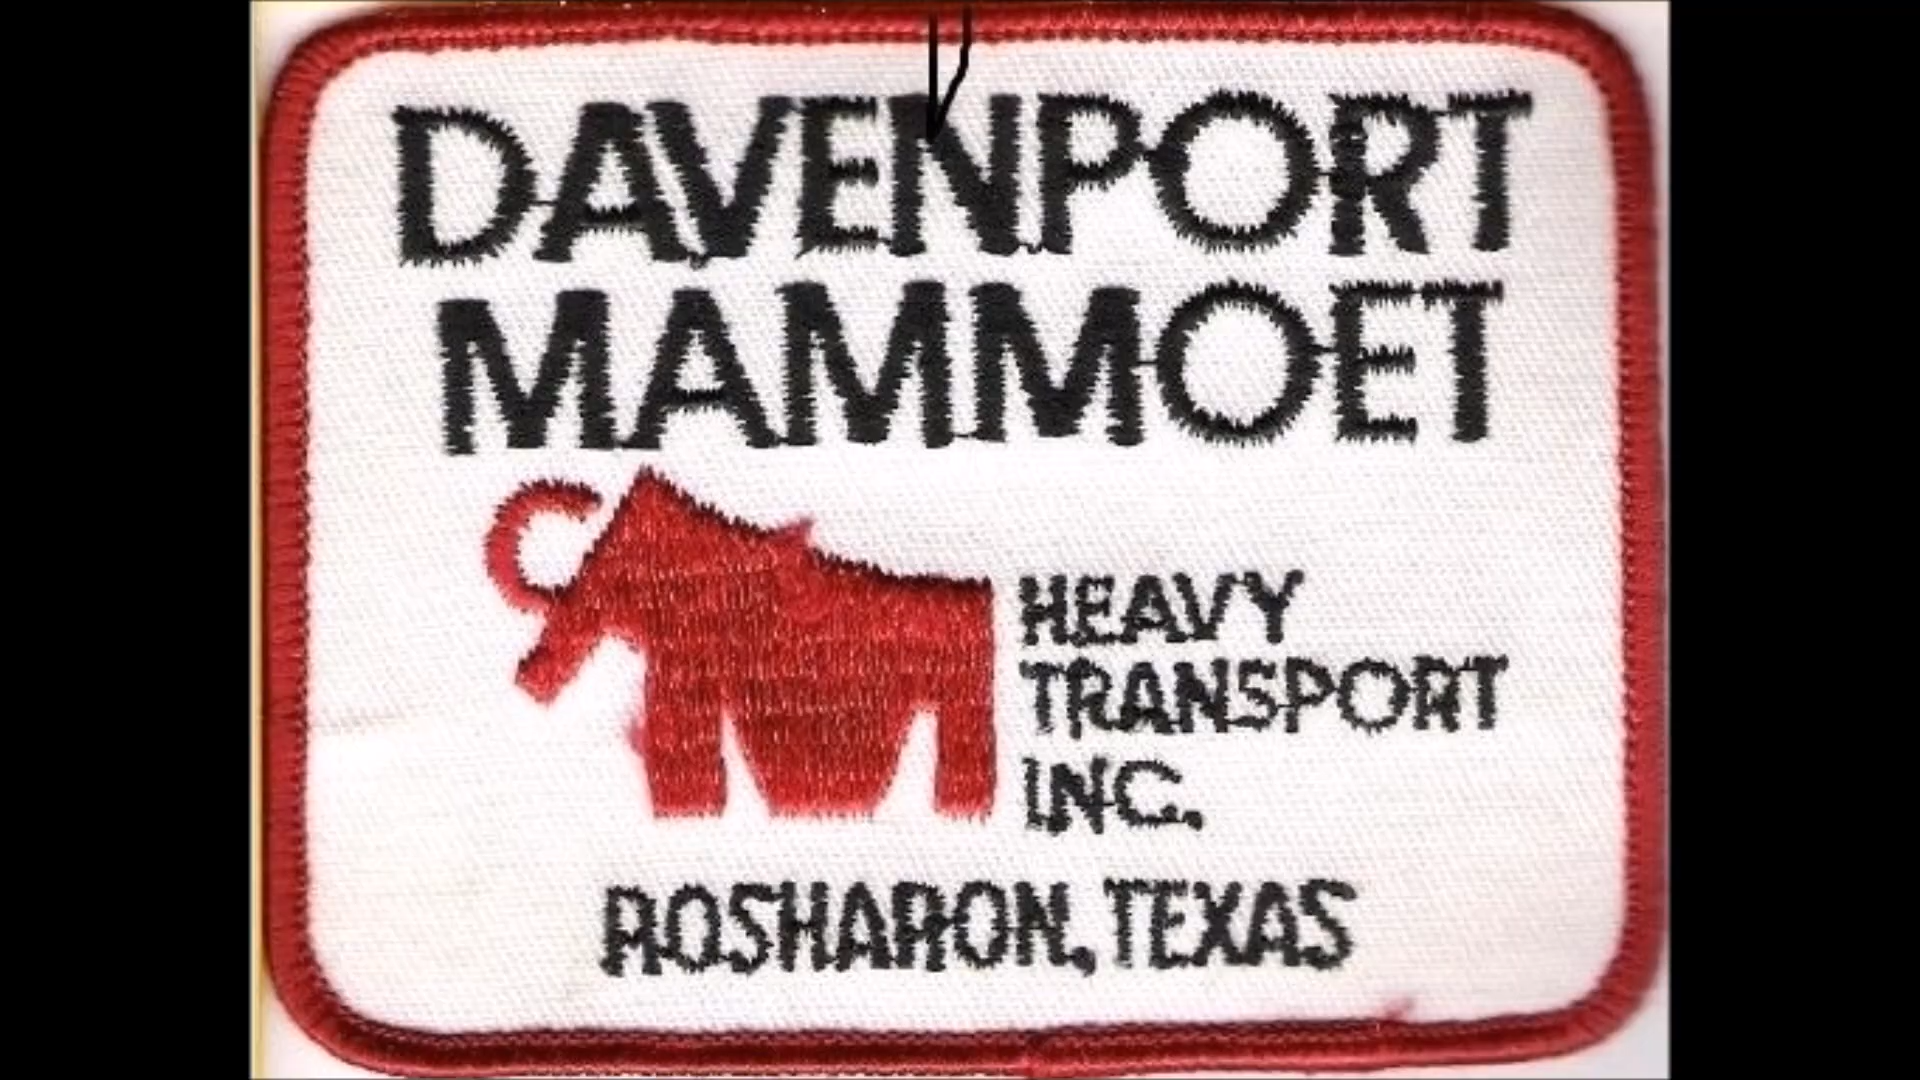 DAVENPORT
MAMMOET
HEAVY
TRANSPORT
INC.
ROSHARON, TEXAS